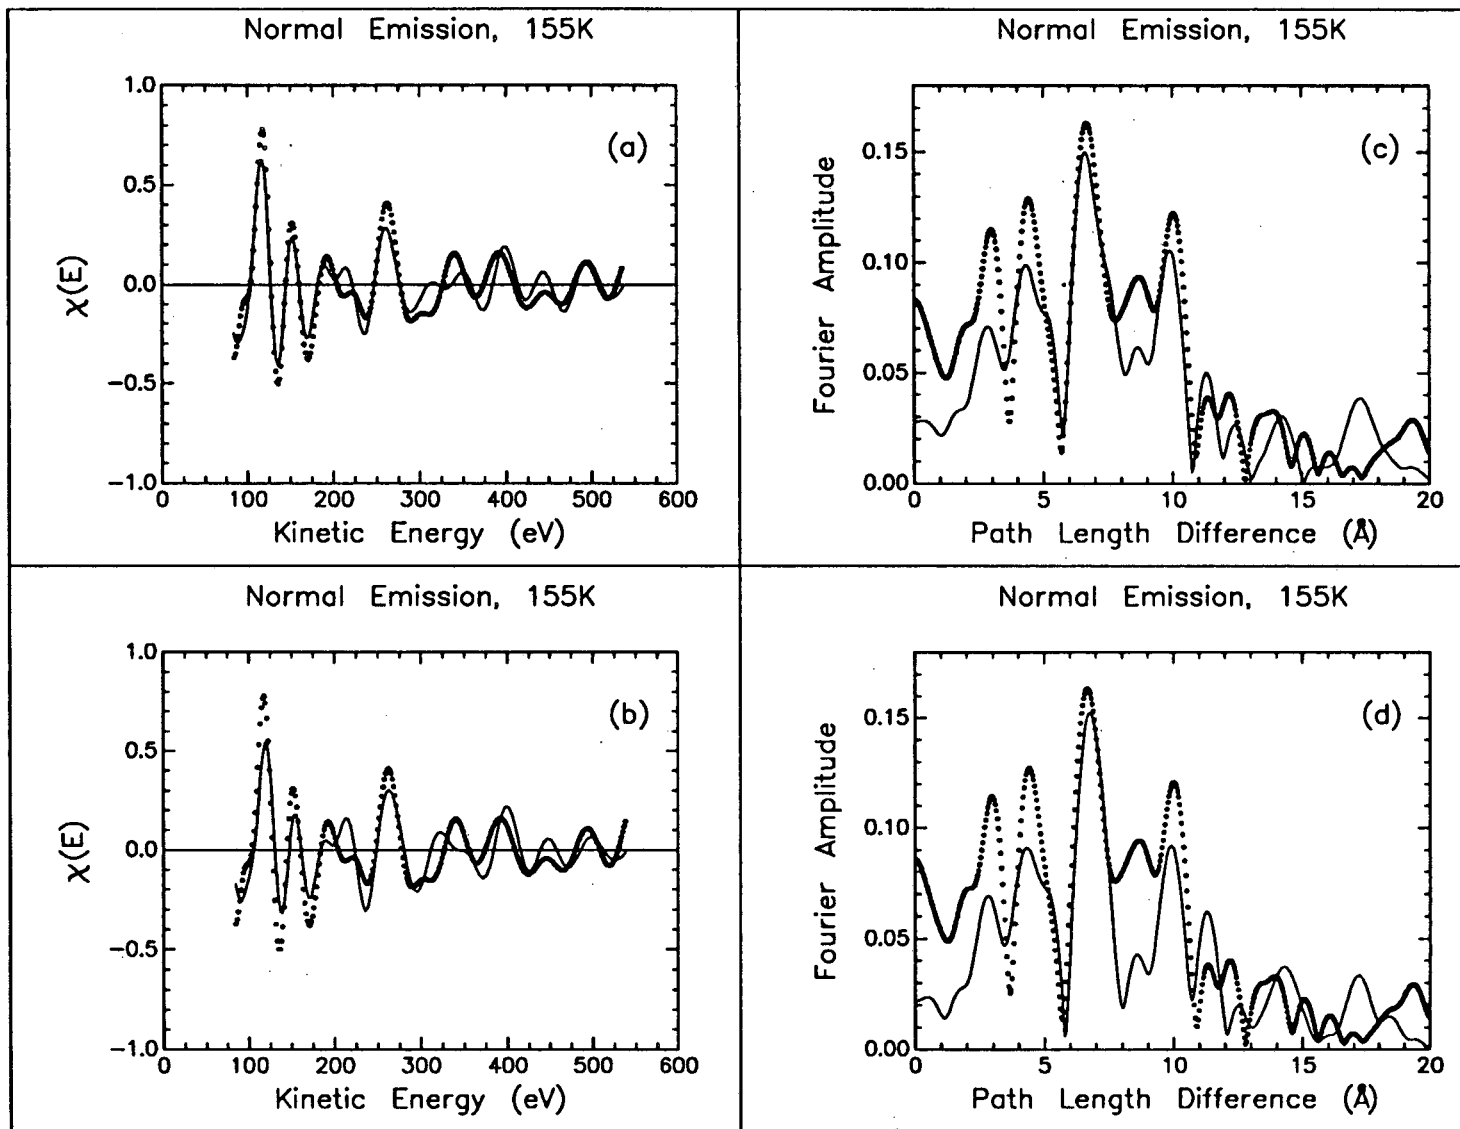 Normal Emission, 155K
(a)
χ(E)
1.0
0.5
0.0
−0.5
−1.0
0 100 200 300 400 500 600
Kinetic Energy (eV)
Normal Emission, 155K
(c)
Fourier Amplitude
0.15
0.10
0.05
0.00
0 5 10 15 20
Path Length Difference (Å)
Normal Emission, 155K
(b)
χ(E)
1.0
0.5
0.0
−0.5
−1.0
0 100 200 300 400 500 600
Kinetic Energy (eV)
Normal Emission, 155K
(d)
Fourier Amplitude
0.15
0.10
0.05
0.00
0 5 10 15 20
Path Length Difference (Å)